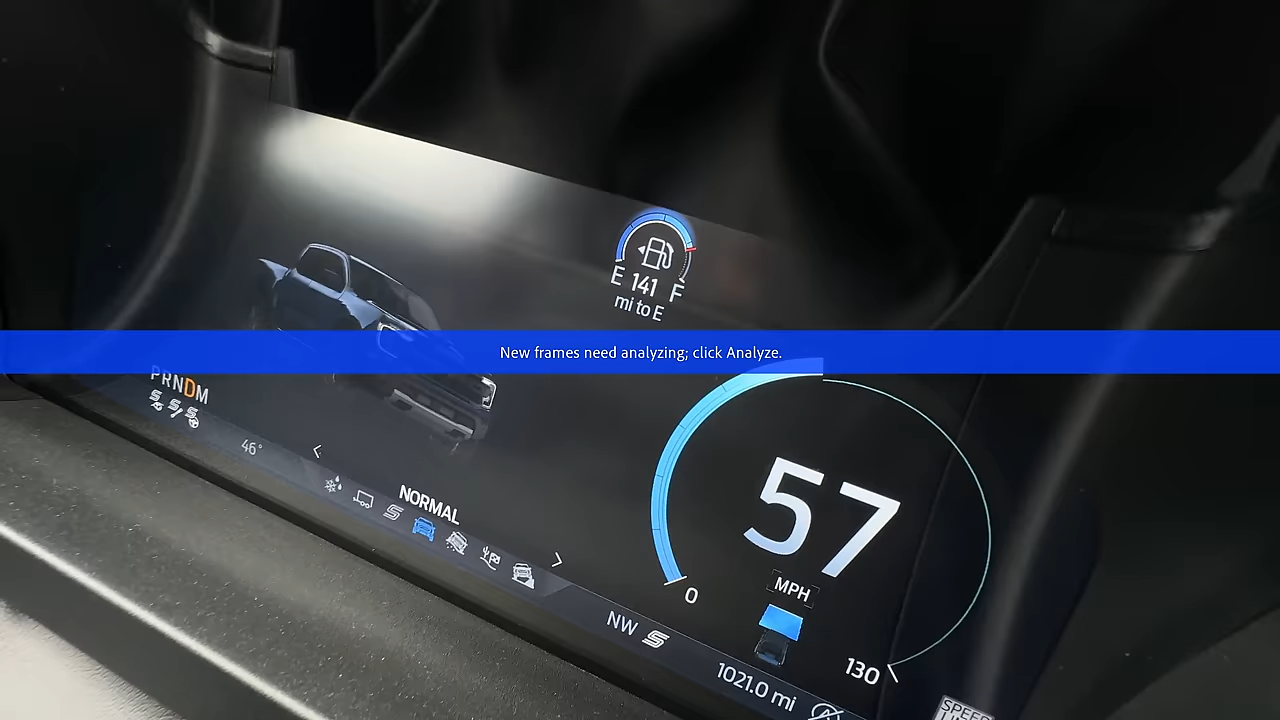 E 141 F
mi to E
New frames need analyzing; click Analyze.
PRNDM
46°
NORMAL
57
MPH
0
130
NW
1021.0 mi
SPEED